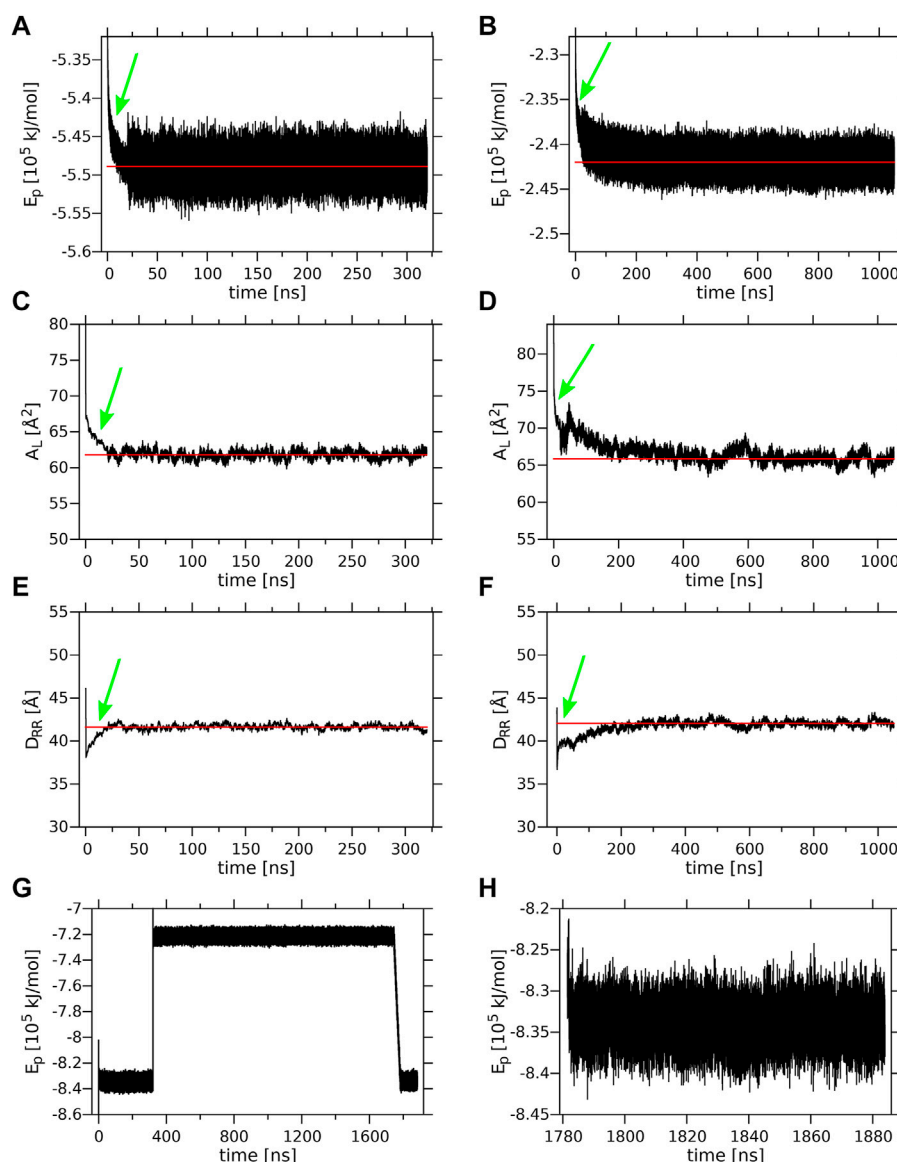 A
-5.35
-5.4
-5.45
-5.5
-5.55
-5.6
Ep [10⁵ kJ/mol]
0 50 100 150 200 250 300
time [ns]
B
-2.3
-2.35
-2.4
-2.45
-2.5
Ep [10⁵ kJ/mol]
0 200 400 600 800 1000
time [ns]
C
80
75
70
65
60
55
50
AL [Å²]
0 50 100 150 200 250 300
time [ns]
D
80
75
70
65
60
55
AL [Å²]
0 200 400 600 800 1000
time [ns]
E
55
50
45
40
35
30
DRR [Å]
0 50 100 150 200 250 300
time [ns]
F
55
50
45
40
35
30
DRR [Å]
0 200 400 600 800 1000
time [ns]
G
-7
-7.2
-7.4
-7.6
-7.8
-8
-8.2
-8.4
-8.6
Ep [10⁵ kJ/mol]
0 400 800 1200 1600
time [ns]
H
-8.2
-8.25
-8.3
-8.35
-8.4
-8.45
Ep [10⁵ kJ/mol]
1780 1800 1820 1840 1860 1880
time [ns]